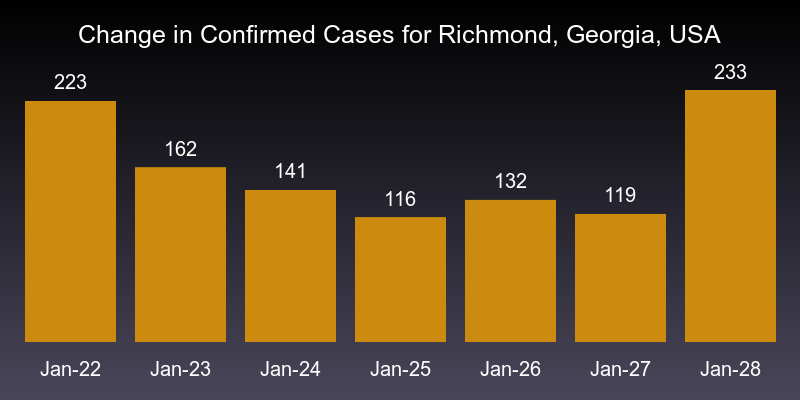 Change in Confirmed Cases for Richmond, Georgia, USA
223
162
141
116
132
119
233
Jan-22
Jan-23
Jan-24
Jan-25
Jan-26
Jan-27
Jan-28